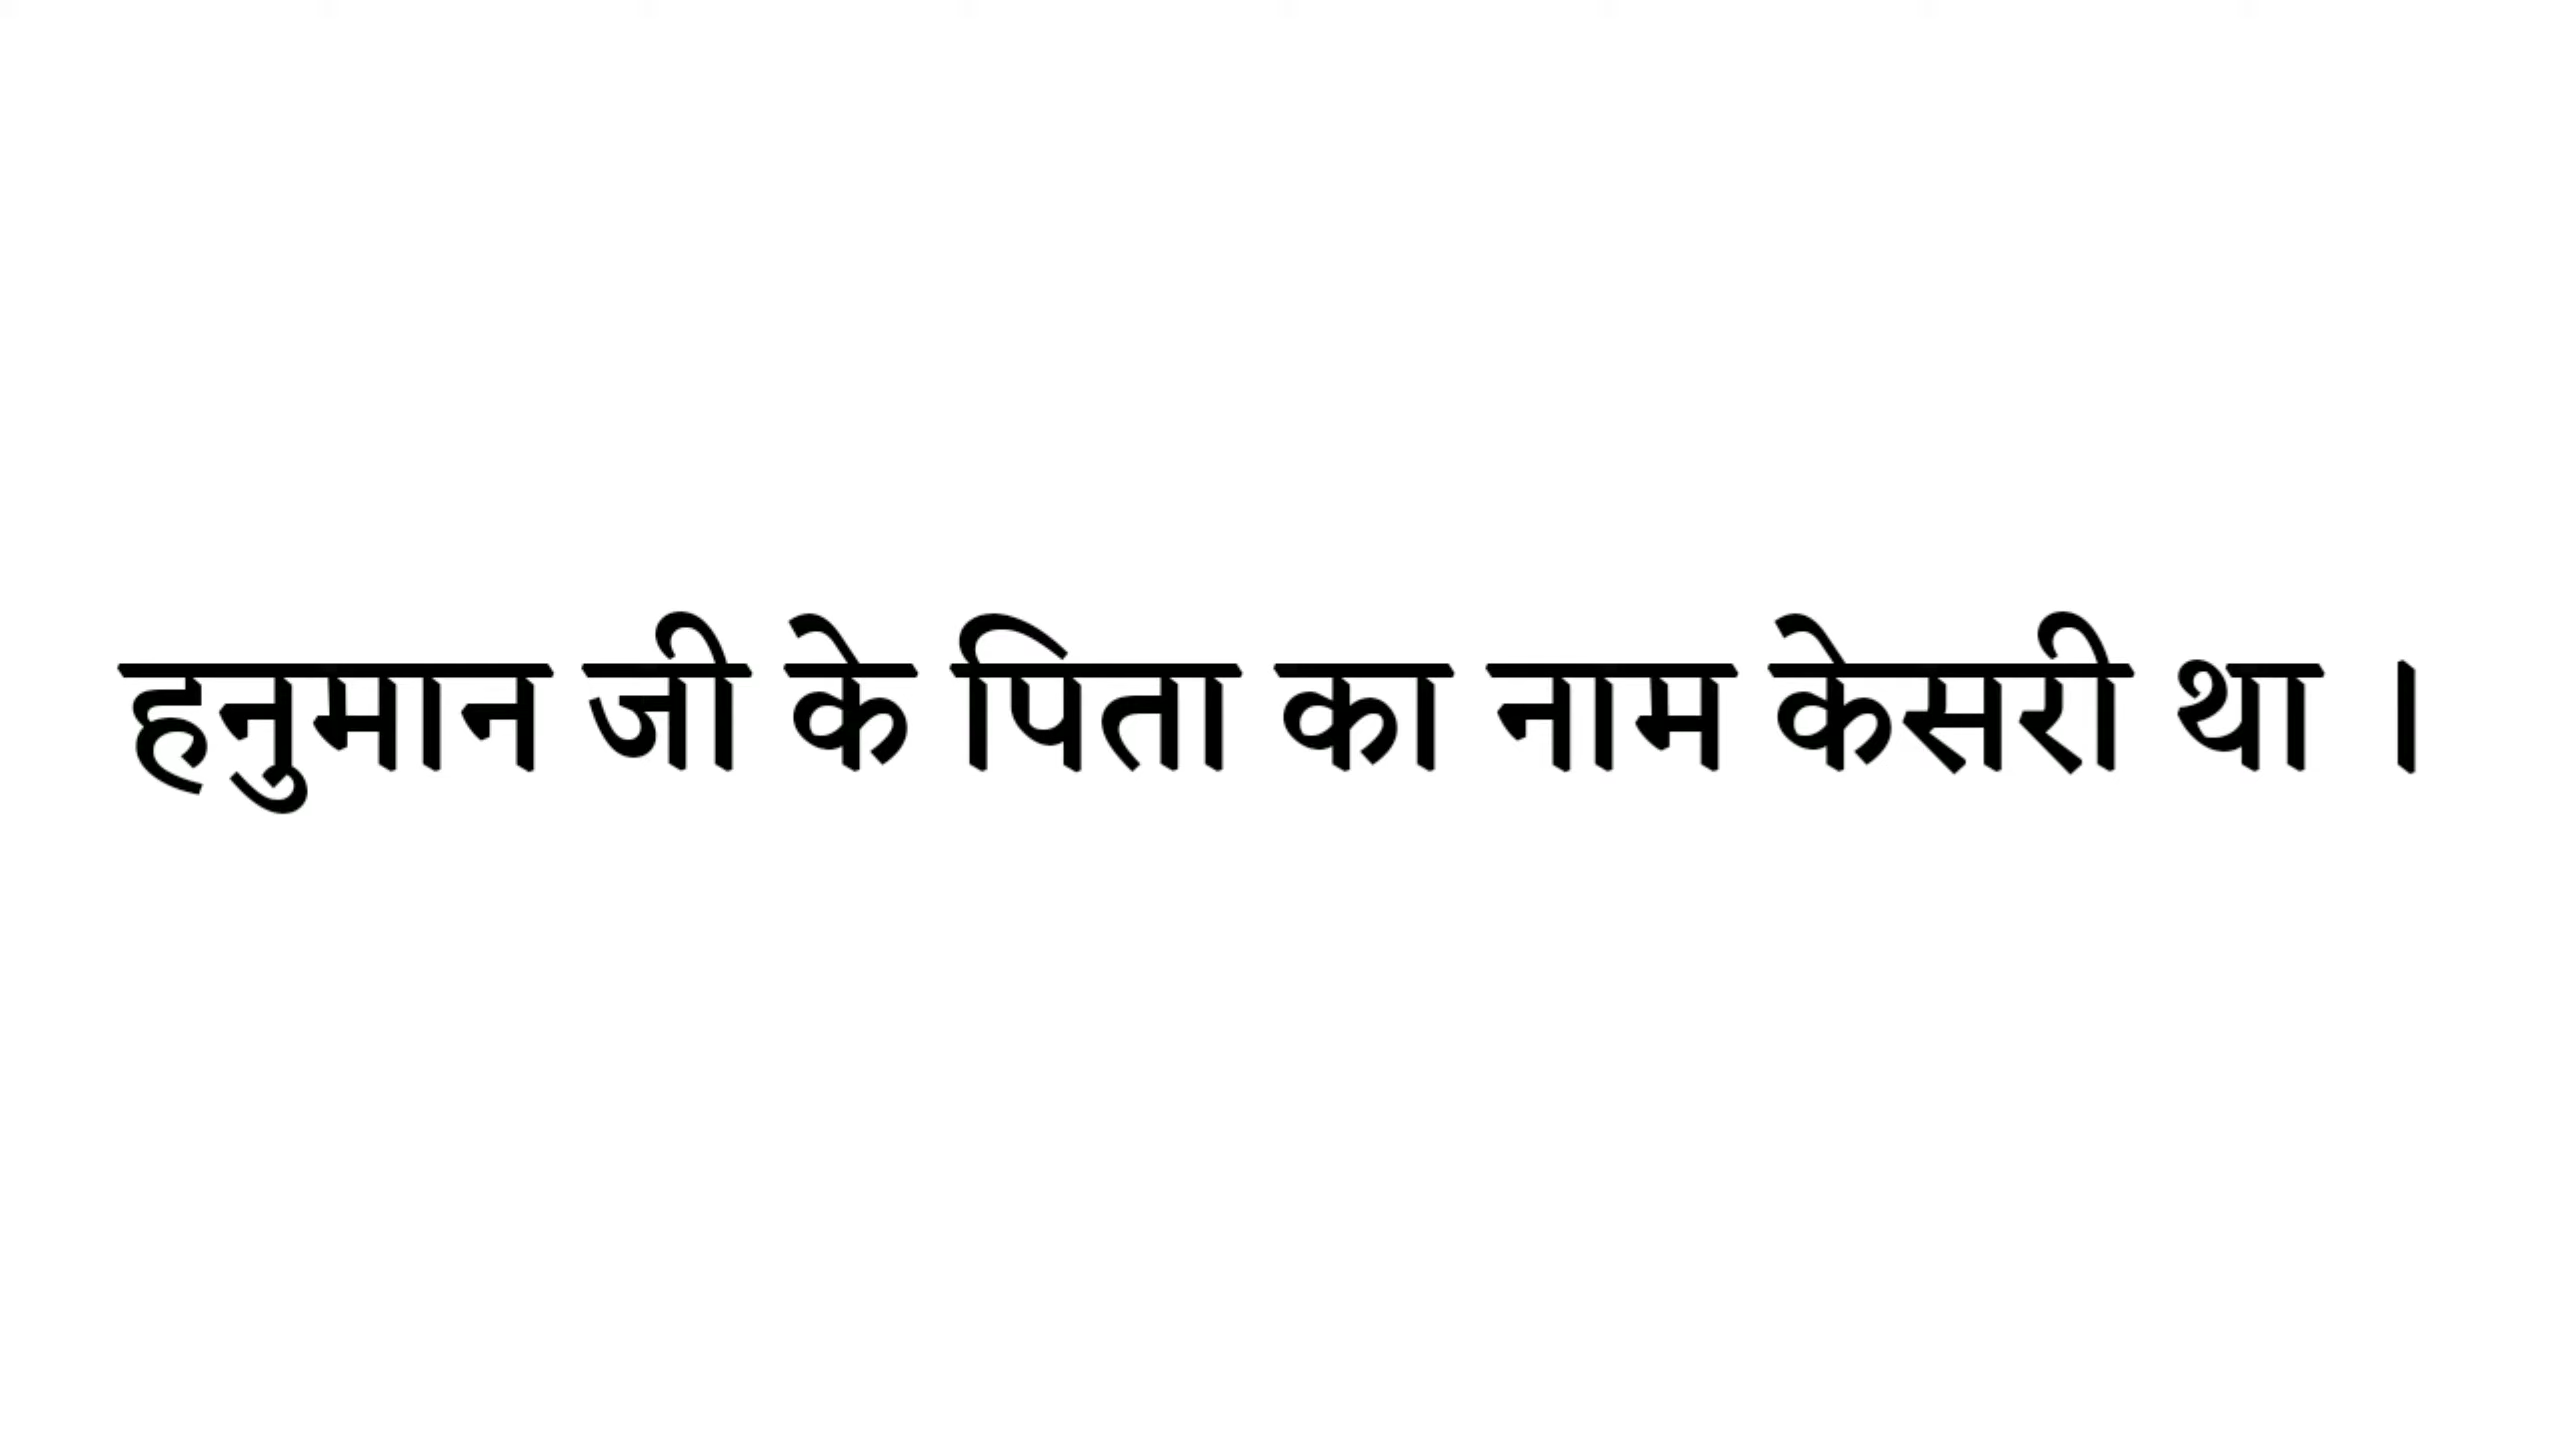 हनुमान जी के पिता का नाम केसरी था ।